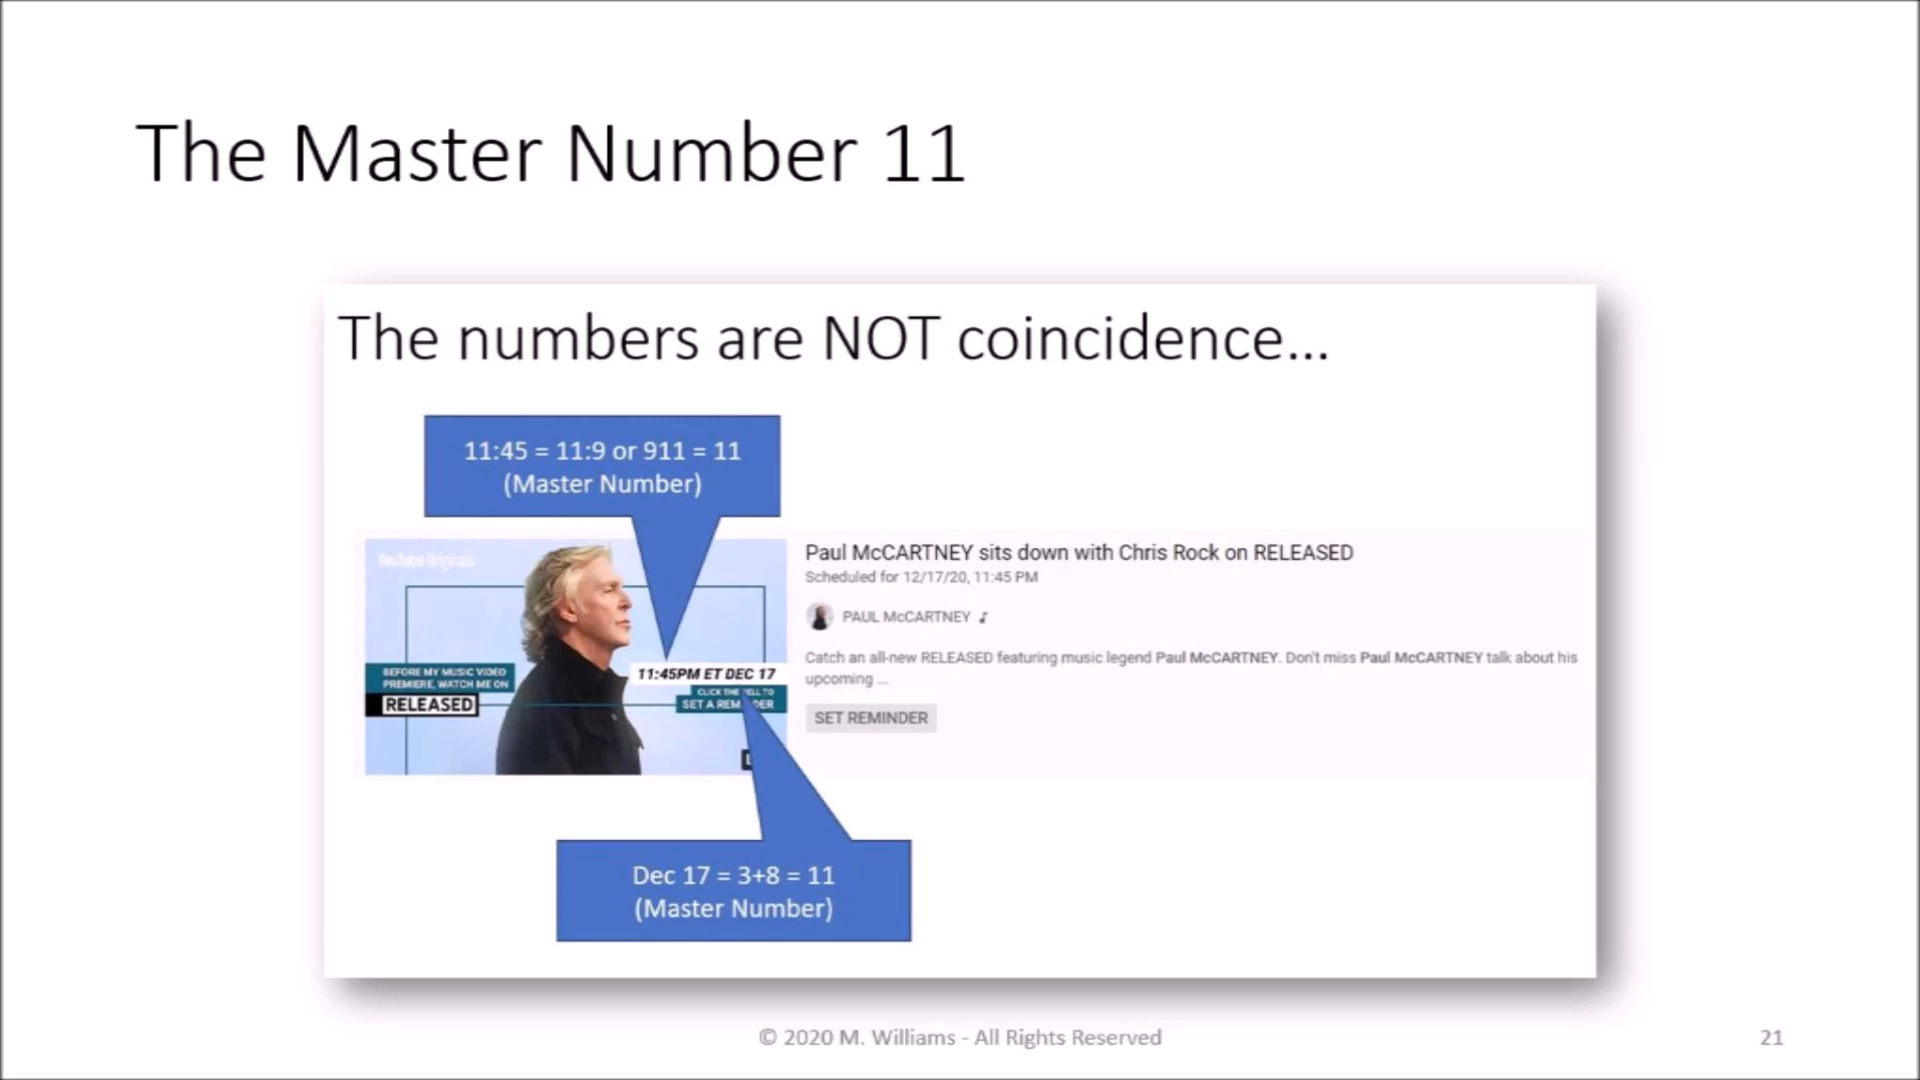 The Master Number 11
The numbers are NOT coincidence...
11:45 = 11:9 or 911 = 11
(Master Number)
YouTube Originals
BEFORE MY MUSIC VIDEO
PREMIERE, WATCH ME ON
RELEASED
11:45PM ET DEC 17
CLICK THE BELL TO
SET A REMINDER
Paul McCARTNEY sits down with Chris Rock on RELEASED
Scheduled for 12/17/20, 11:45 PM
PAUL McCARTNEY ♪
Catch an all-new RELEASED featuring music legend Paul McCARTNEY. Don't miss Paul McCARTNEY talk about his
upcoming ...
SET REMINDER
Dec 17 = 3+8 = 11
(Master Number)
© 2020 M. Williams - All Rights Reserved
21